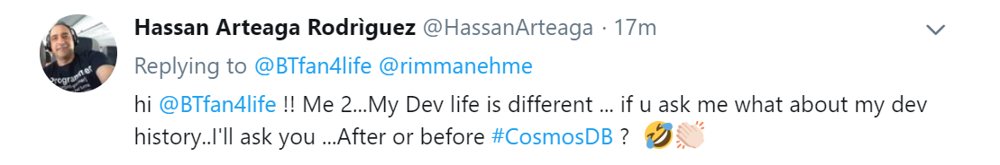 Hassan Arteaga Rodrìguez @HassanArteaga · 17m
Replying to @BTfan4life @rimmanehme
hi @BTfan4life !! Me 2...My Dev life is different ... if u ask me what about my dev
history..I'll ask you ...After or before #CosmosDB ? 🤣👏🏻
Programmer